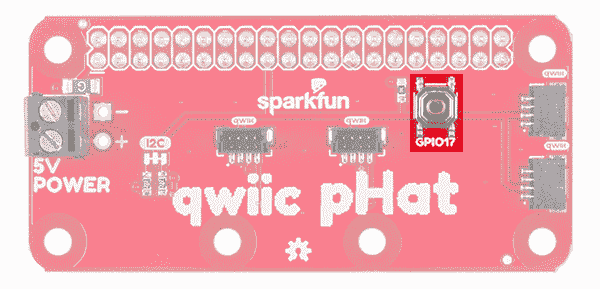 qwiic
sparkfun
qwiic
qwiic
GPIO17
qwiic
-
+
I2C
5V
POWER
qwiic pHat